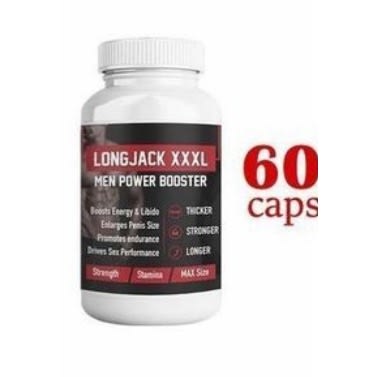 LONGJACK XXXL
MEN POWER BOOSTER
Boosts Energy & Libido
Enlarges Penis Size
Promotes endurance
Drives Sex Performance
THICKER
STRONGER
LONGER
Strength
Stamina
MAX Size
60
caps